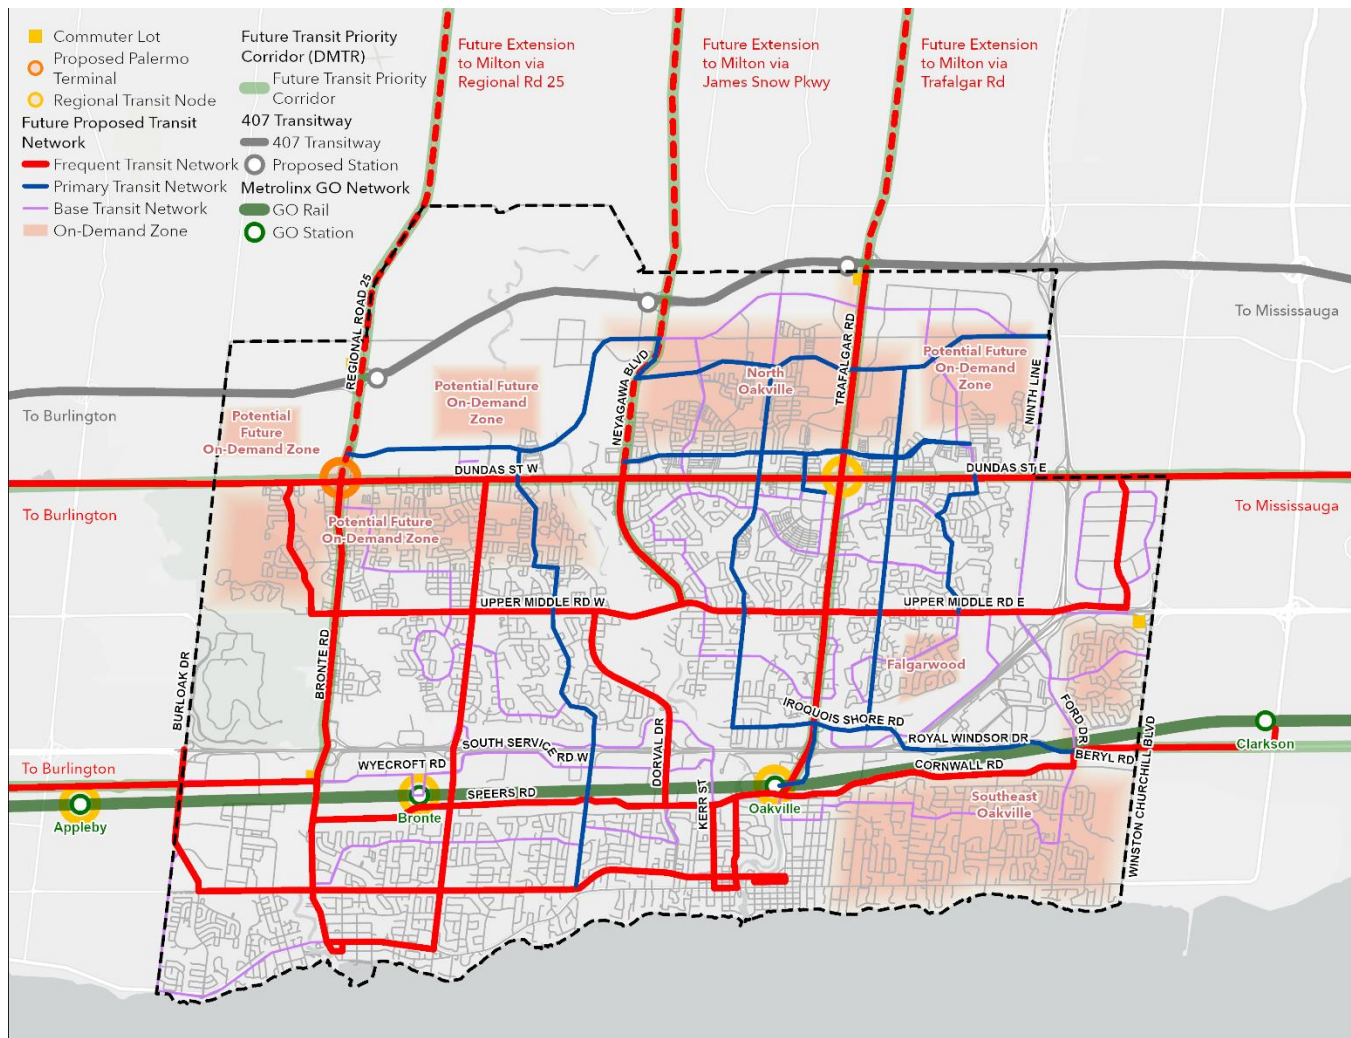 Commuter Lot
Proposed Palermo
Terminal
Regional Transit Node
Future Proposed Transit
Network
Frequent Transit Network
Primary Transit Network
Base Transit Network
On-Demand Zone
Future Transit Priority
Corridor (DMTR)
Future Transit Priority
Corridor
407 Transitway
407 Transitway
Proposed Station
Metrolinx GO Network
GO Rail
GO Station
Future Extension
to Milton via
Regional Rd 25
Future Extension
to Milton via
James Snow Pkwy
Future Extension
to Milton via
Trafalgar Rd
REGIONAL ROAD 25
To Mississauga
NEYAGAWA BLVD
TRAFALGAR RD
NINTH LINE
North
Oakville
Potential Future
On-Demand
Zone
Potential Future
On-Demand
Zone
To Burlington
Potential
Future
On-Demand Zone
DUNDAS ST W
DUNDAS ST E
To Burlington
To Mississauga
Potential Future
On-Demand Zone
UPPER MIDDLE RD W
UPPER MIDDLE RD E
BURLOAK DR
BRONTE RD
Falgarwood
IROQUOIS SHORE RD
FORD DR
WINSTON CHURCHILL BLVD
ROYAL WINDSOR DR
BERYL RD
CORNWALL RD
Clarkson
SOUTH SERVICE RD W
DORVAL DR
WYECROFT RD
To Burlington
SPEERS RD
KERR ST
Appleby
Bronte
Oakville
Southeast
Oakville